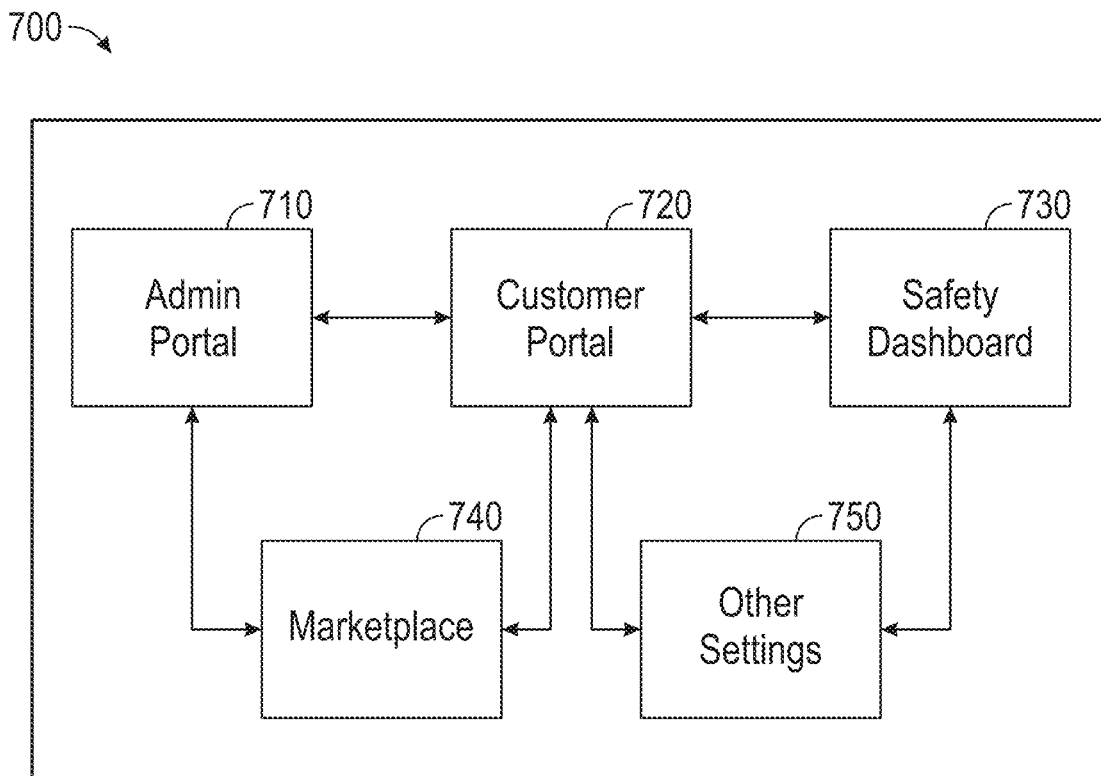 700
710
720
730
Admin
Portal
Customer
Portal
Safety
Dashboard
740
750
Marketplace
Other
Settings